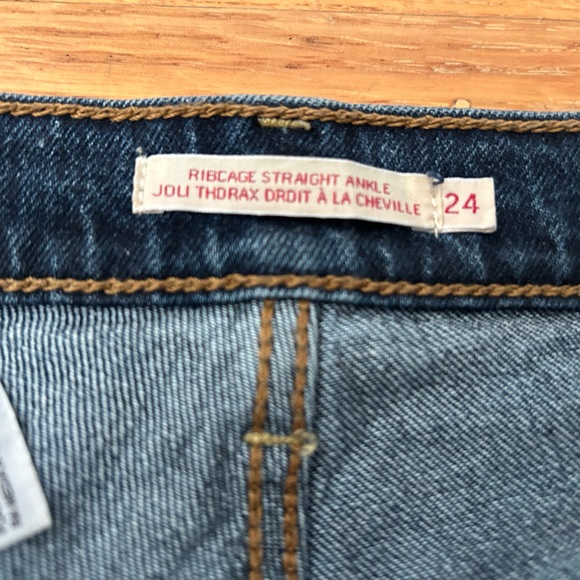 RIBCAGE STRAIGHT ANKLE
JOLI THORAX DROIT À LA CHEVILLE
24